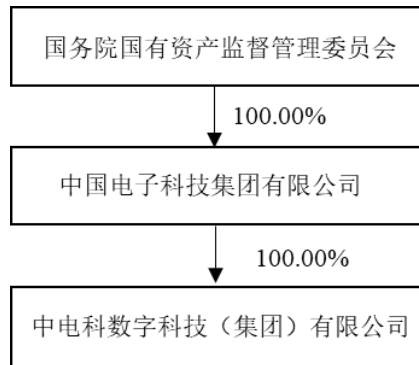 国务院国有资产监督管理委员会
100.00%
中国电子科技集团有限公司
100.00%
中电科数字科技（集团）有限公司